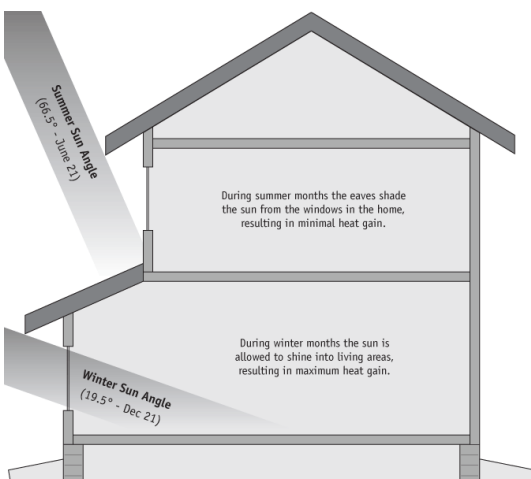 Summer Sun Angle
(66.5° - June 21)
During summer months the eaves shade
the sun from the windows in the home,
resulting in minimal heat gain.
During winter months the sun is
allowed to shine into living areas,
resulting in maximum heat gain.
Winter Sun Angle
(19.5° - Dec 21)